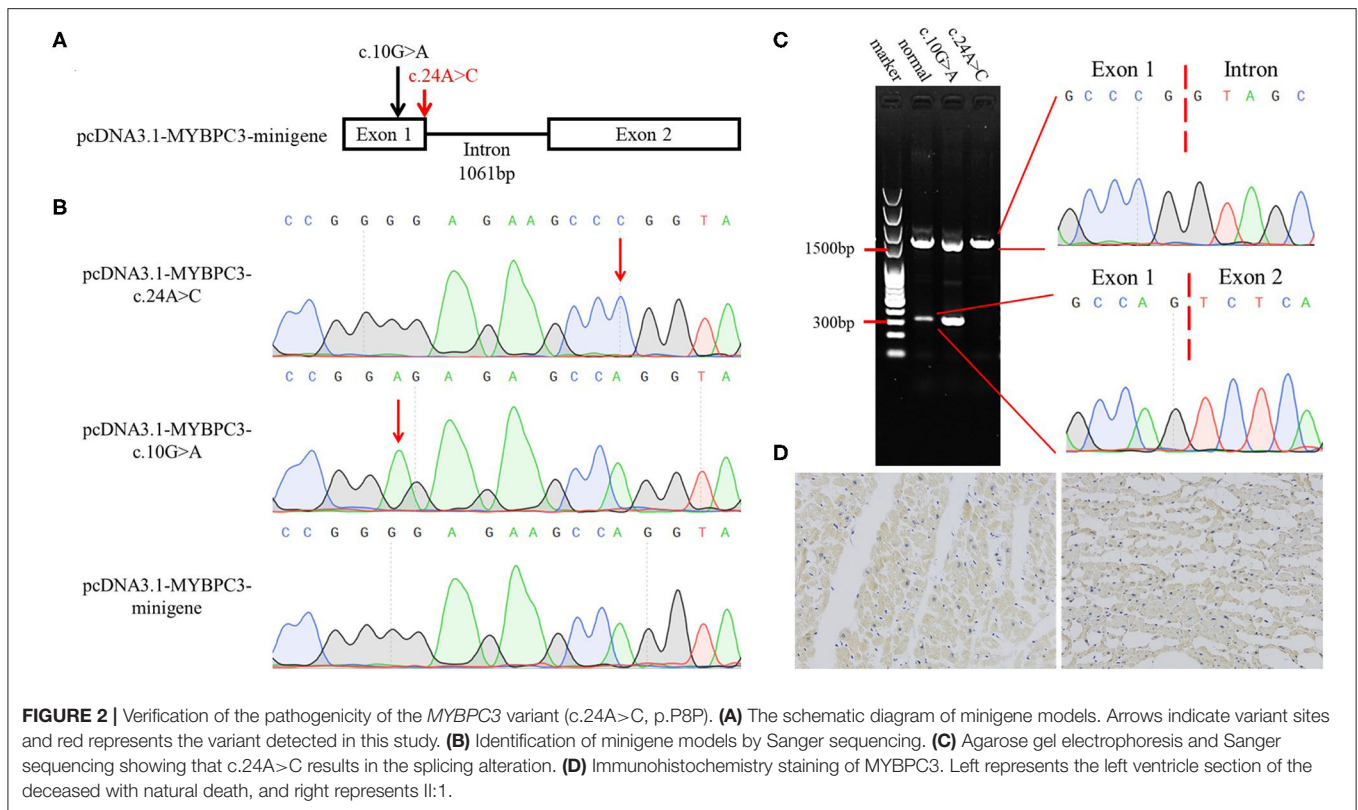 A
c.10G>A
c.24A>C
pcDNA3.1-MYBPC3-minigene
Exon 1
Intron
1061bp
Exon 2
B
C C G G G G A G A A G C C C G G T A
pcDNA3.1-MYBPC3-
c.24A>C
C C G G A G A G A G C C A G G T A
pcDNA3.1-MYBPC3-
c.10G>A
C C G G G G A G A A G C C A G G T A
pcDNA3.1-MYBPC3-
minigene
C
marker
normal
c.10G>A
c.24A>C
1500bp
300bp
Exon 1 Intron
G C C C G G T A G C
Exon 1 Exon 2
G C C A G T C T C A
D
FIGURE 2 | Verification of the pathogenicity of the MYBPC3 variant (c.24A>C, p.P8P). (A) The schematic diagram of minigene models. Arrows indicate variant sites
and red represents the variant detected in this study. (B) Identification of minigene models by Sanger sequencing. (C) Agarose gel electrophoresis and Sanger
sequencing showing that c.24A>C results in the splicing alteration. (D) Immunohistochemistry staining of MYBPC3. Left represents the left ventricle section of the
deceased with natural death, and right represents II:1.